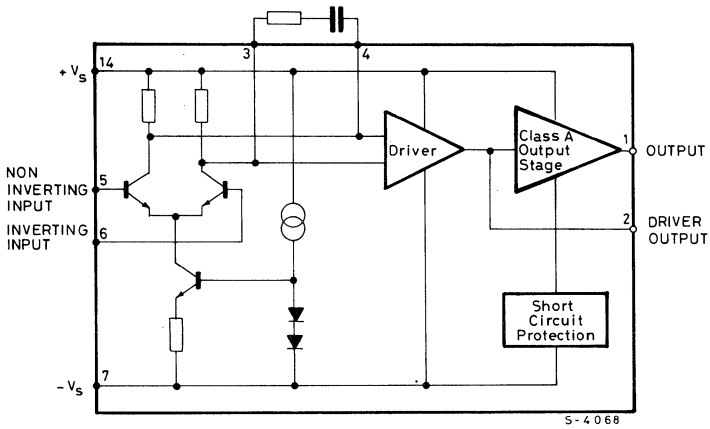 3
4
14
+ Vs
Driver
Class A
Output
Stage
1
OUTPUT
NON
INVERTING
INPUT
5
INVERTING
INPUT
6
2
DRIVER
OUTPUT
Short
Circuit
Protection
− Vs
7
S-4068